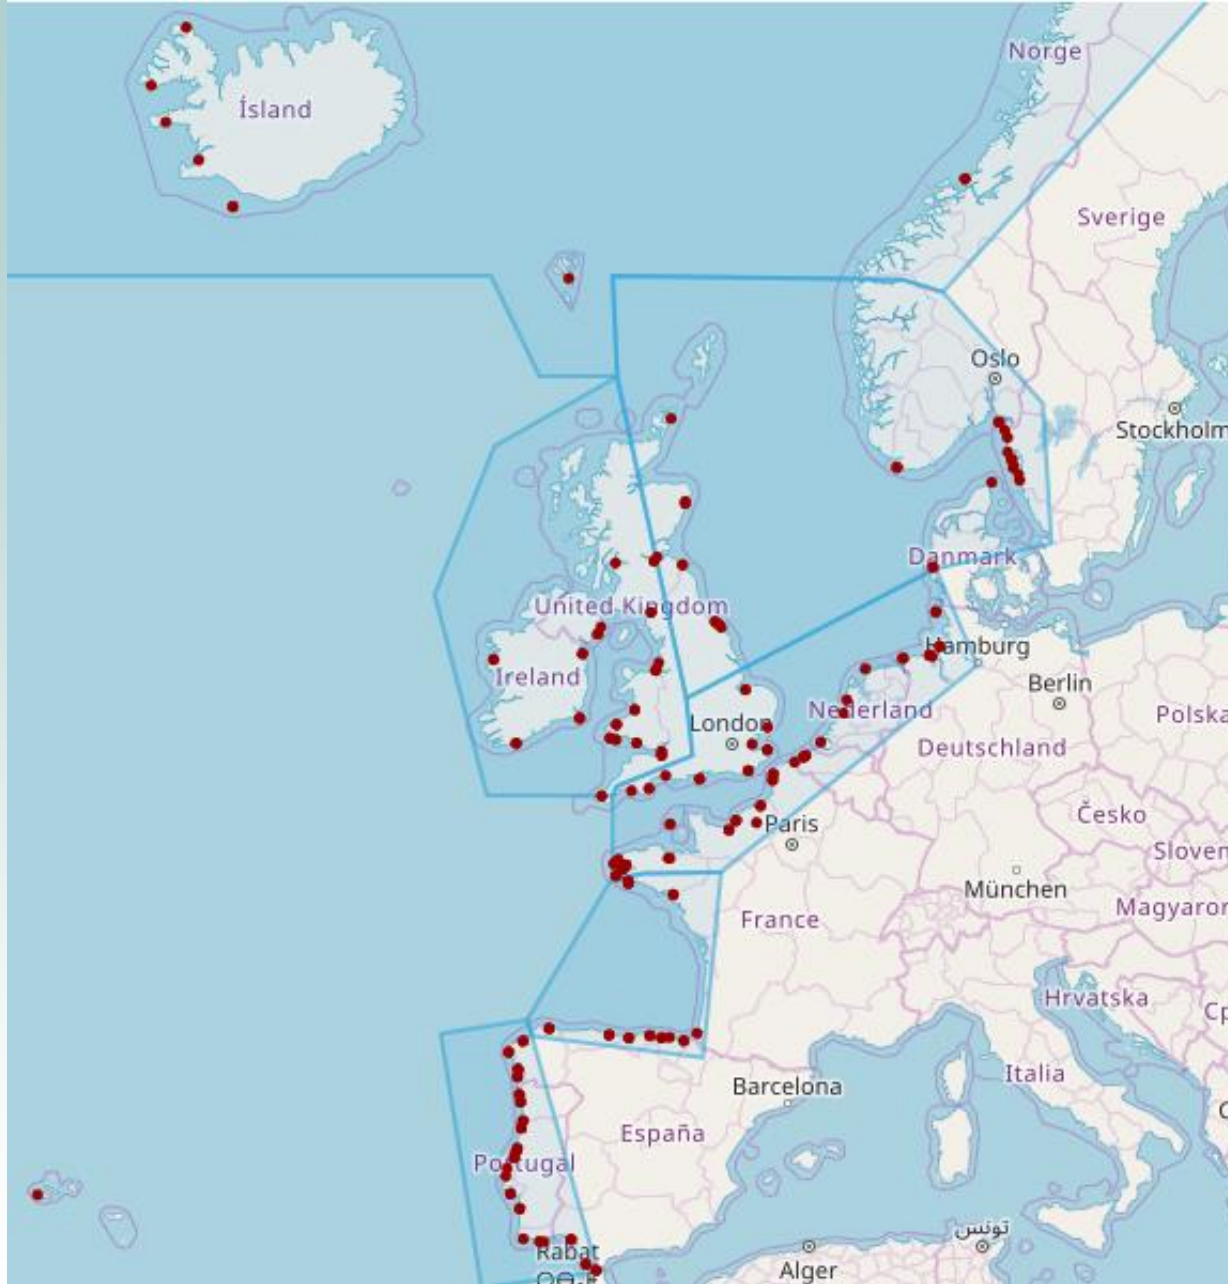 Norge
Ísland
Sverige
Oslo
Stockholm
Danmark
United Kingdom
Hamburg
Ireland
Berlin
Nederland
Polska
London
Deutschland
Česko
Paris
Sloven
München
Magyaror
France
Hrvatska
Ср
Italia
Barcelona
España
Portugal
تونس
Rabat
Alger